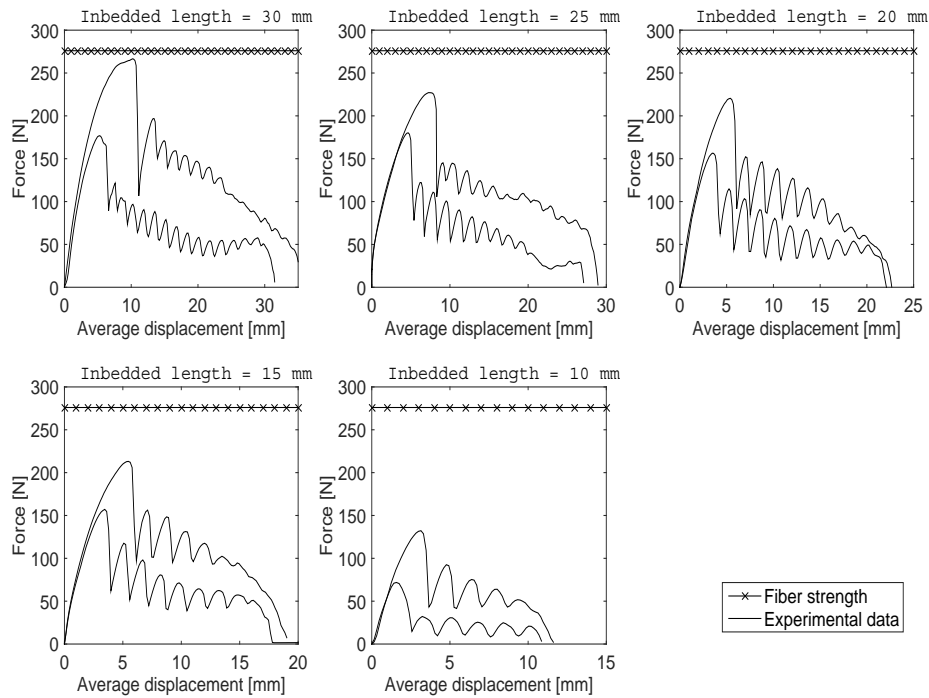 Inbedded length = 30 mm
300
250
200
150
100
50
0
Force [N]
0 10 20 30
Average displacement [mm]
Inbedded length = 25 mm
300
250
200
150
100
50
0
Force [N]
0 10 20 30
Average displacement [mm]
Inbedded length = 20 mm
300
250
200
150
100
50
0
Force [N]
0 5 10 15 20 25
Average displacement [mm]
Inbedded length = 15 mm
300
250
200
150
100
50
0
Force [N]
0 5 10 15 20
Average displacement [mm]
Inbedded length = 10 mm
300
250
200
150
100
50
0
Force [N]
0 5 10 15
Average displacement [mm]
Fiber strength
Experimental data